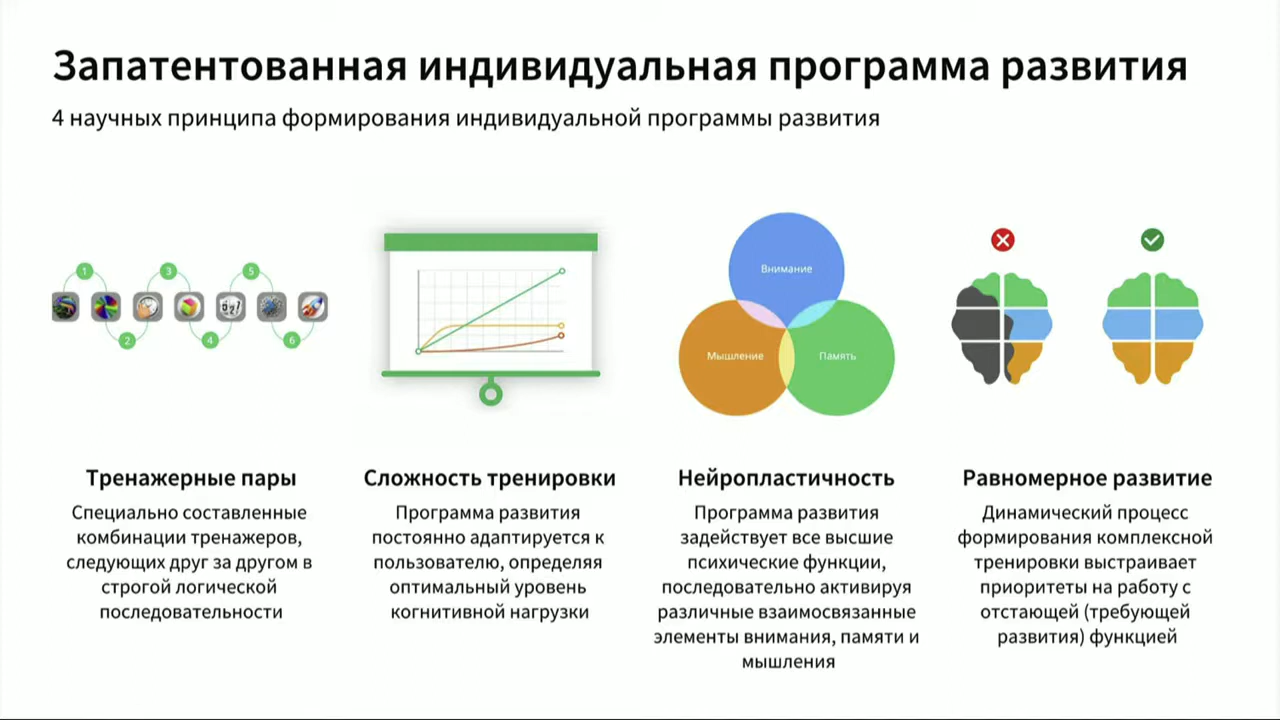 Запатентованная индивидуальная программа развития
4 научных принципа формирования индивидуальной программы развития
1
3
5
2
4
6
Внимание
Мышление
Память
Тренажерные пары
Специально составленные
комбинации тренажеров,
следующих друг за другом в
строгой логической
последовательности
Сложность тренировки
Программа развития
постоянно адаптируется к
пользователю, определяя
оптимальный уровень
когнитивной нагрузки
Нейропластичность
Программа развития
задействует все высшие
психические функции,
последовательно активируя
различные взаимосвязанные
элементы внимания, памяти и
мышления
Равномерное развитие
Динамический процесс
формирования комплексной
тренировки выстраивает
приоритеты на работу с
отстающей (требующей
развития) функцией